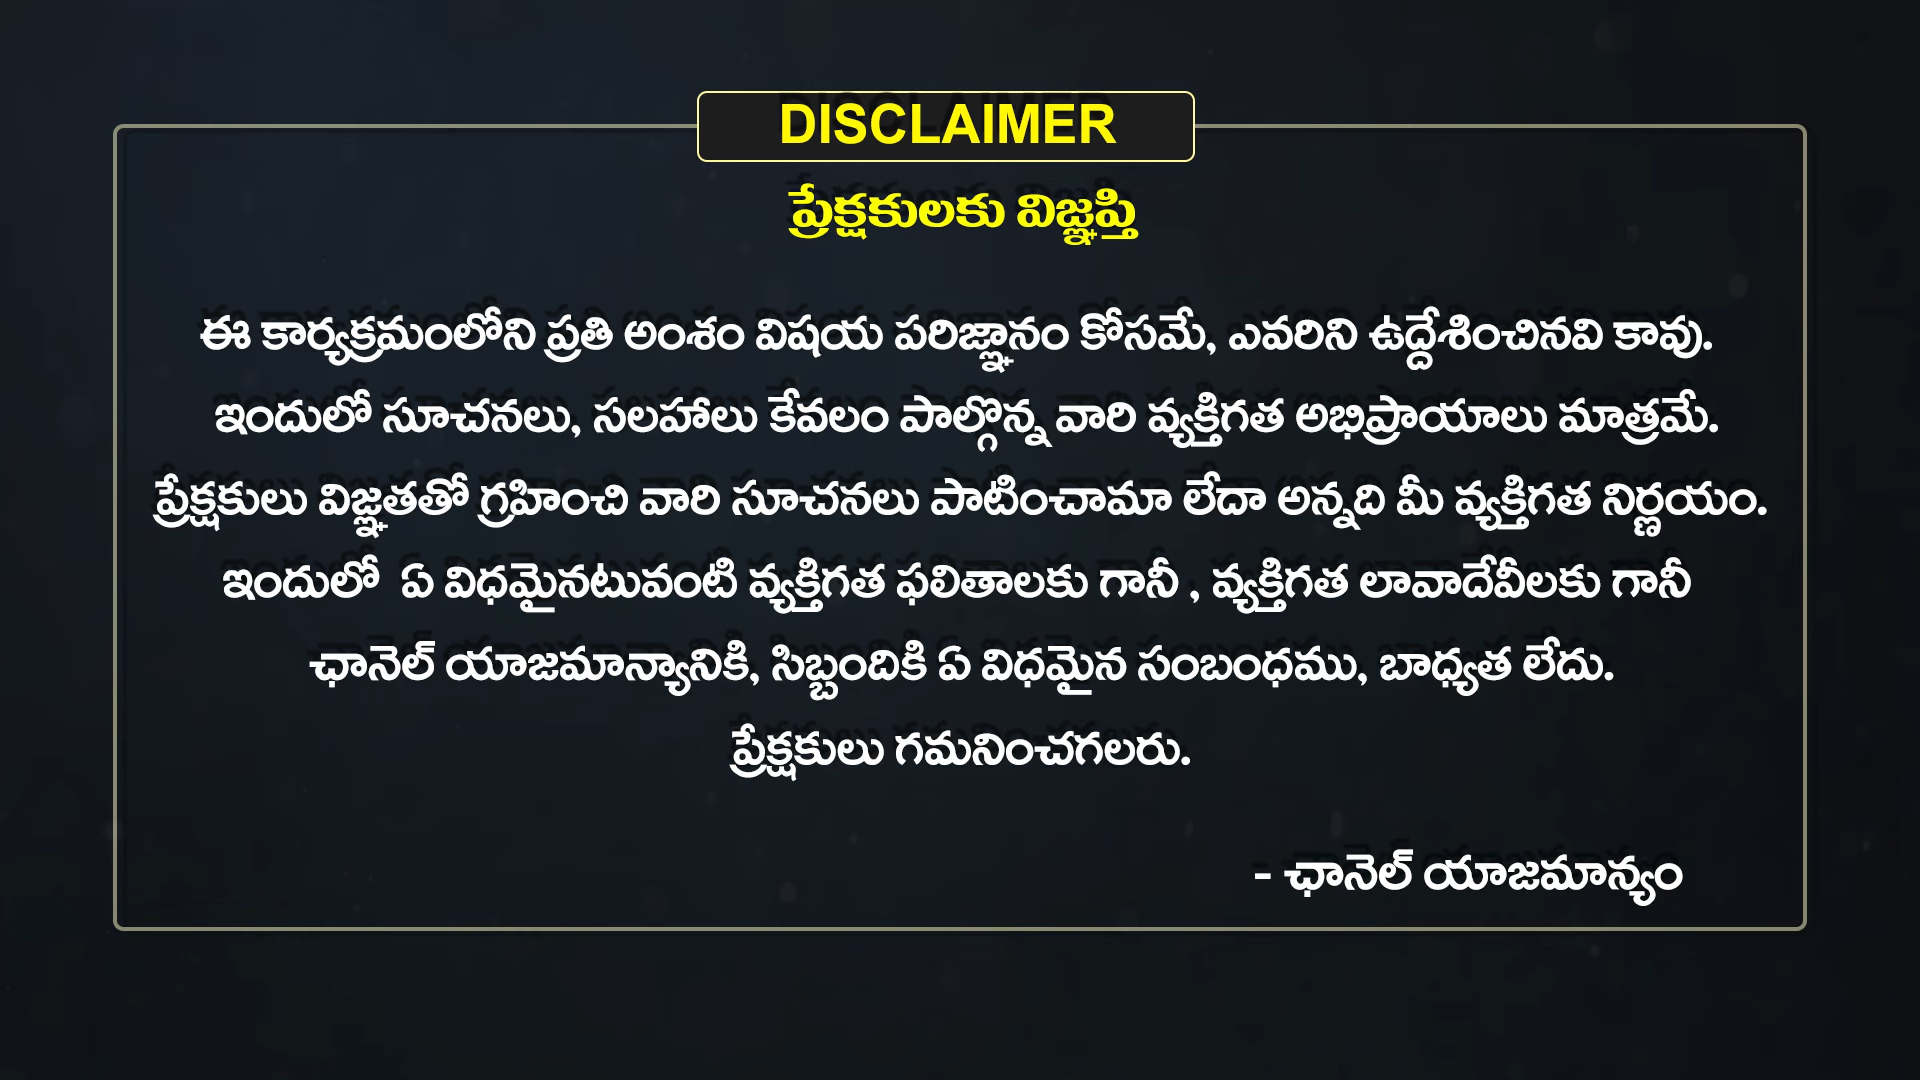 DISCLAIMER
ప్రేక్షకులకు విజ్ఞప్తి
ఈ కార్యక్రమంలోని ప్రతి అంశం విషయ పరిజ్ఞానం కోసమే, ఎవరిని ఉద్దేశించినవి కావు.
ఇందులో సూచనలు, సలహాలు కేవలం పాల్గొన్న వారి వ్యక్తిగత అభిప్రాయాలు మాత్రమే.
ప్రేక్షకులు విజ్ఞతతో గ్రహించి వారి సూచనలు పాటించామా లేదా అన్నది మీ వ్యక్తిగత నిర్ణయం.
ఇందులో ఏ విధమైనటువంటి వ్యక్తిగత ఫలితాలకు గానీ , వ్యక్తిగత లావాదేవీలకు గానీ
ఛానెల్ యాజమాన్యానికి, సిబ్బందికి ఏ విధమైన సంబంధము, బాధ్యత లేదు.
ప్రేక్షకులు గమనించగలరు.
- ఛానెల్ యాజమాన్యం